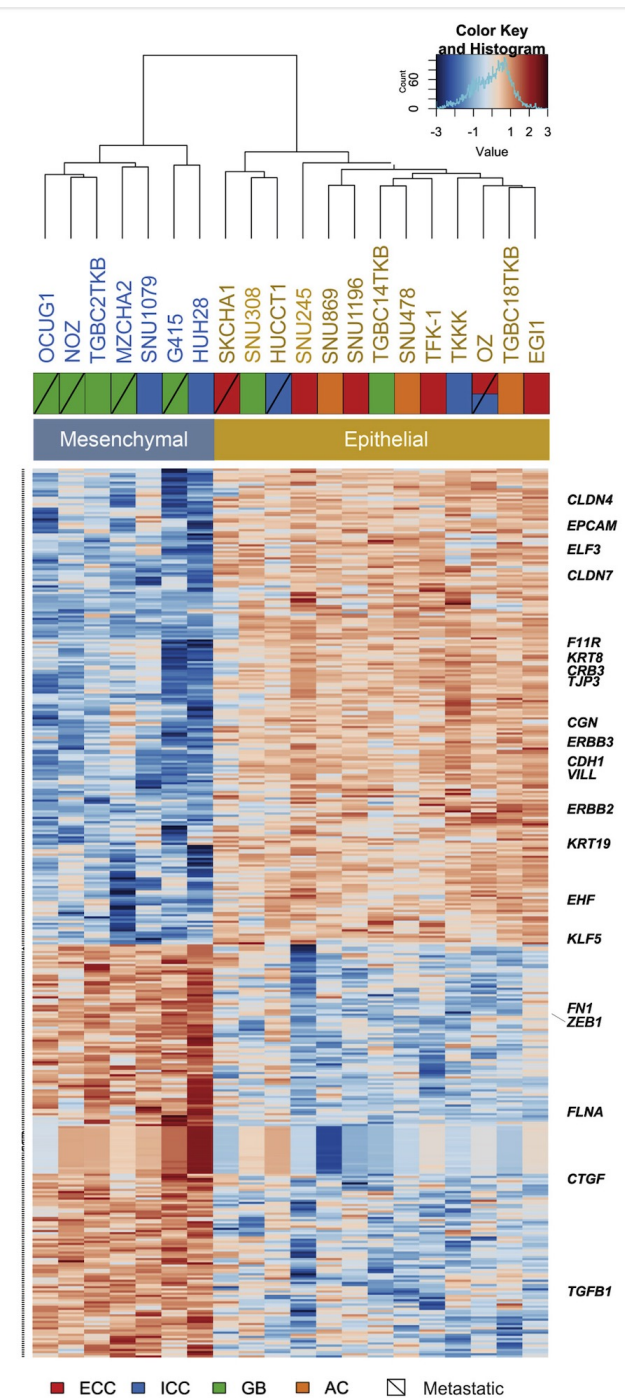 Color Key
and Histogram
Count
0 60
-3 -1 1 2 3
Value
OCUG1
NOZ
TGBC2TKB
MZCHA2
SNU1079
G415
HUH28
SKCHA1
SNU308
HUCCT1
SNU245
SNU869
SNU1196
TGBC14TKB
SNU478
TFK-1
TKKK
OZ
TGBC18TKB
EGI1
Mesenchymal Epithelial
CLDN4
EPCAM
ELF3
CLDN7
F11R
KRT8
CRB3
TJP3
CGN
ERBB3
CDH1
VILL
ERBB2
KRT19
EHF
KLF5
FN1
ZEB1
FLNA
CTGF
TGFB1
ECC ICC GB AC Metastatic